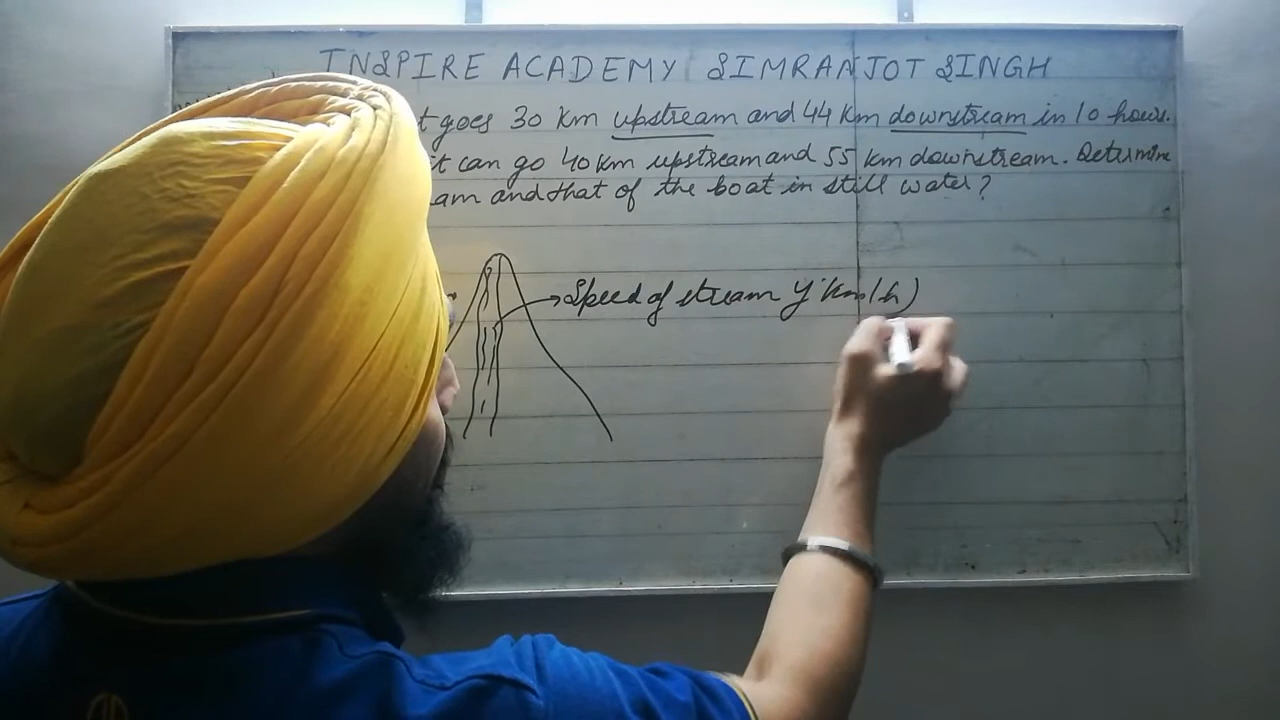 INSPIRE ACADEMY SIMRANJOT SINGH
t goes 30 km upstream and 44 km downstream in 10 hours.
it can go 40 km upstream and 55 km downstream. Determine
am and that of the boat in still water?
Speed of stream y km/h)